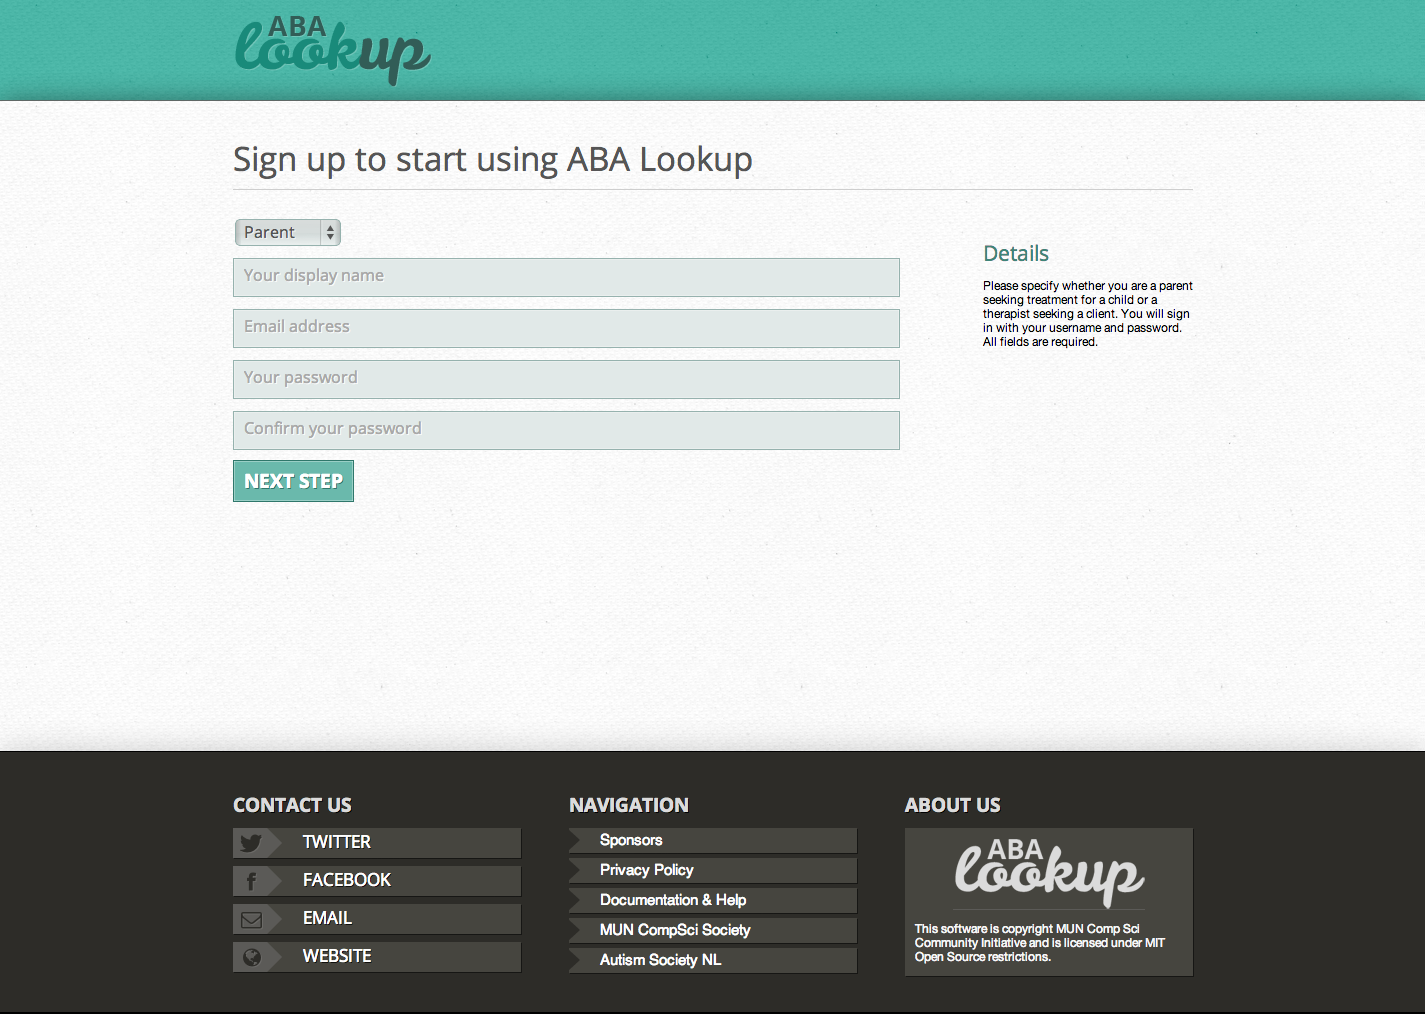 ABA
lookup
Sign up to start using ABA Lookup
Parent
Your display name
Email address
Your password
Confirm your password
NEXT STEP
Details
Please specify whether you are a parent
seeking treatment for a child or a
therapist seeking a client. You will sign
in with your username and password.
All fields are required.
CONTACT US
TWITTER
FACEBOOK
EMAIL
WEBSITE
NAVIGATION
Sponsors
Privacy Policy
Documentation & Help
MUN CompSci Society
Autism Society NL
ABOUT US
ABA
lookup
This software is copyright MUN Comp Sci
Community Initiative and is licensed under MIT
Open Source restrictions.